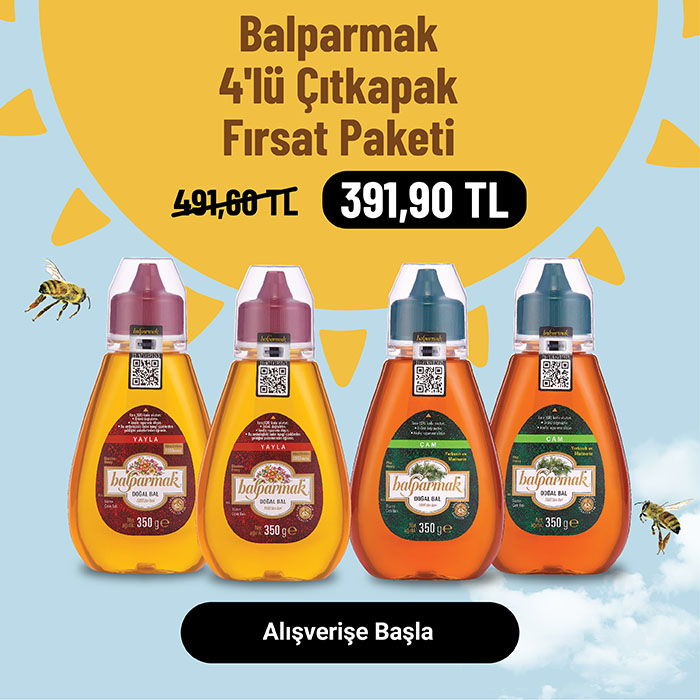 Balparmak
4'lü Çıtkapak
Fırsat Paketi
491,60 TL
391,90 TL
balparmak
balparmak
balparmak
balparmak
YAYLA
balparmak
DOĞAL BAL
350 g℮
YAYLA
balparmak
DOĞAL BAL
350 g℮
ÇAM
balparmak
DOĞAL BAL
350 g℮
ÇAM
balparmak
DOĞAL BAL
350 g℮
Alışverişe Başla